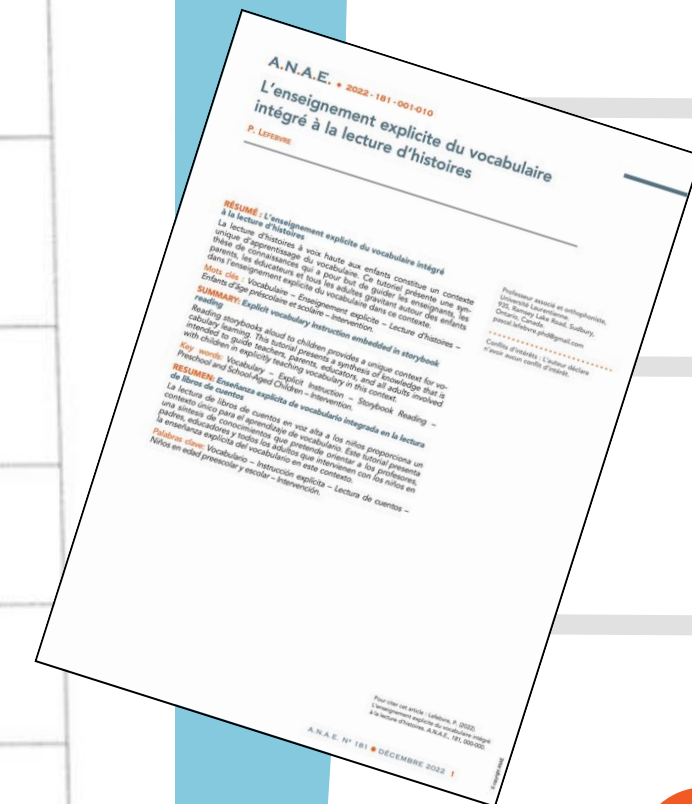 A.N.A.E. • 2022 - 181 - 001-010
L'enseignement explicite du vocabulaire
intégré à la lecture d'histoires
P. LEFEBVRE
RÉSUMÉ : L'enseignement explicite du vocabulaire intégré
à la lecture d'histoires
La lecture d'histoires à voix haute aux enfants constitue un contexte
unique d'apprentissage du vocabulaire. Ce tutoriel présente une syn-
thèse de connaissances qui a pour but de guider les enseignants, les
parents, les éducateurs et tous les adultes gravitant autour des enfants
dans l'enseignement explicite du vocabulaire dans ce contexte.
Mots clés : Vocabulaire – Enseignement explicite – Lecture d'histoires –
Enfants d'âge préscolaire et scolaire – Intervention.
SUMMARY: Explicit vocabulary instruction embedded in storybook
reading
Reading storybooks aloud to children provides a unique context for vo-
cabulary learning. This tutorial presents a synthesis of knowledge that is
intended to guide teachers, parents, educators, and all adults involved
with children in explicitly teaching vocabulary in this context.
Key words: Vocabulary – Explicit Instruction – Storybook Reading –
Preschool and School-Aged Children – Intervention.
RESUMEN: Enseñanza explícita de vocabulario integrada en la lectura
de libros de cuentos
La lectura de libros de cuentos en voz alta a los niños proporciona un
contexto único para el aprendizaje de vocabulario. Este tutorial presenta
una síntesis de conocimientos que pretende orientar a los profesores,
padres, educadores y todos los adultos que intervienen con los niños en
la enseñanza explícita del vocabulario en este contexto.
Palabras clave: Vocabulario – Instrucción explícita – Lectura de cuentos –
Niños en edad preescolar y escolar – Intervención.
Professeur associé et orthophoniste,
Université Laurentienne,
935, Ramsey Lake Road, Sudbury,
Ontario, Canada.
pascal.lefebvre.phd@gmail.com
Conflits d'intérêts : L'auteur déclare
n'avoir aucun conflit d'intérêt.
Pour citer cet article : Lefebvre, P. (2022).
L'enseignement explicite du vocabulaire intégré
à la lecture d'histoires. A.N.A.E., 181, 000-000.
A.N.A.E. N° 181 • DÉCEMBRE 2022 1